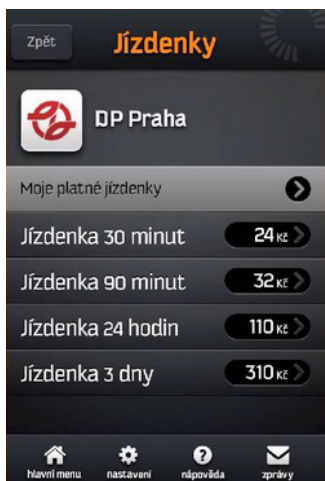 Zpět Jízdenky
DP Praha
Moje platné jízdenky
Jízdenka 30 minut 24 Kč
Jízdenka 90 minut 32 Kč
Jízdenka 24 hodin 110 Kč
Jízdenka 3 dny 310 Kč
hlavní menu nastavení nápověda zprávy